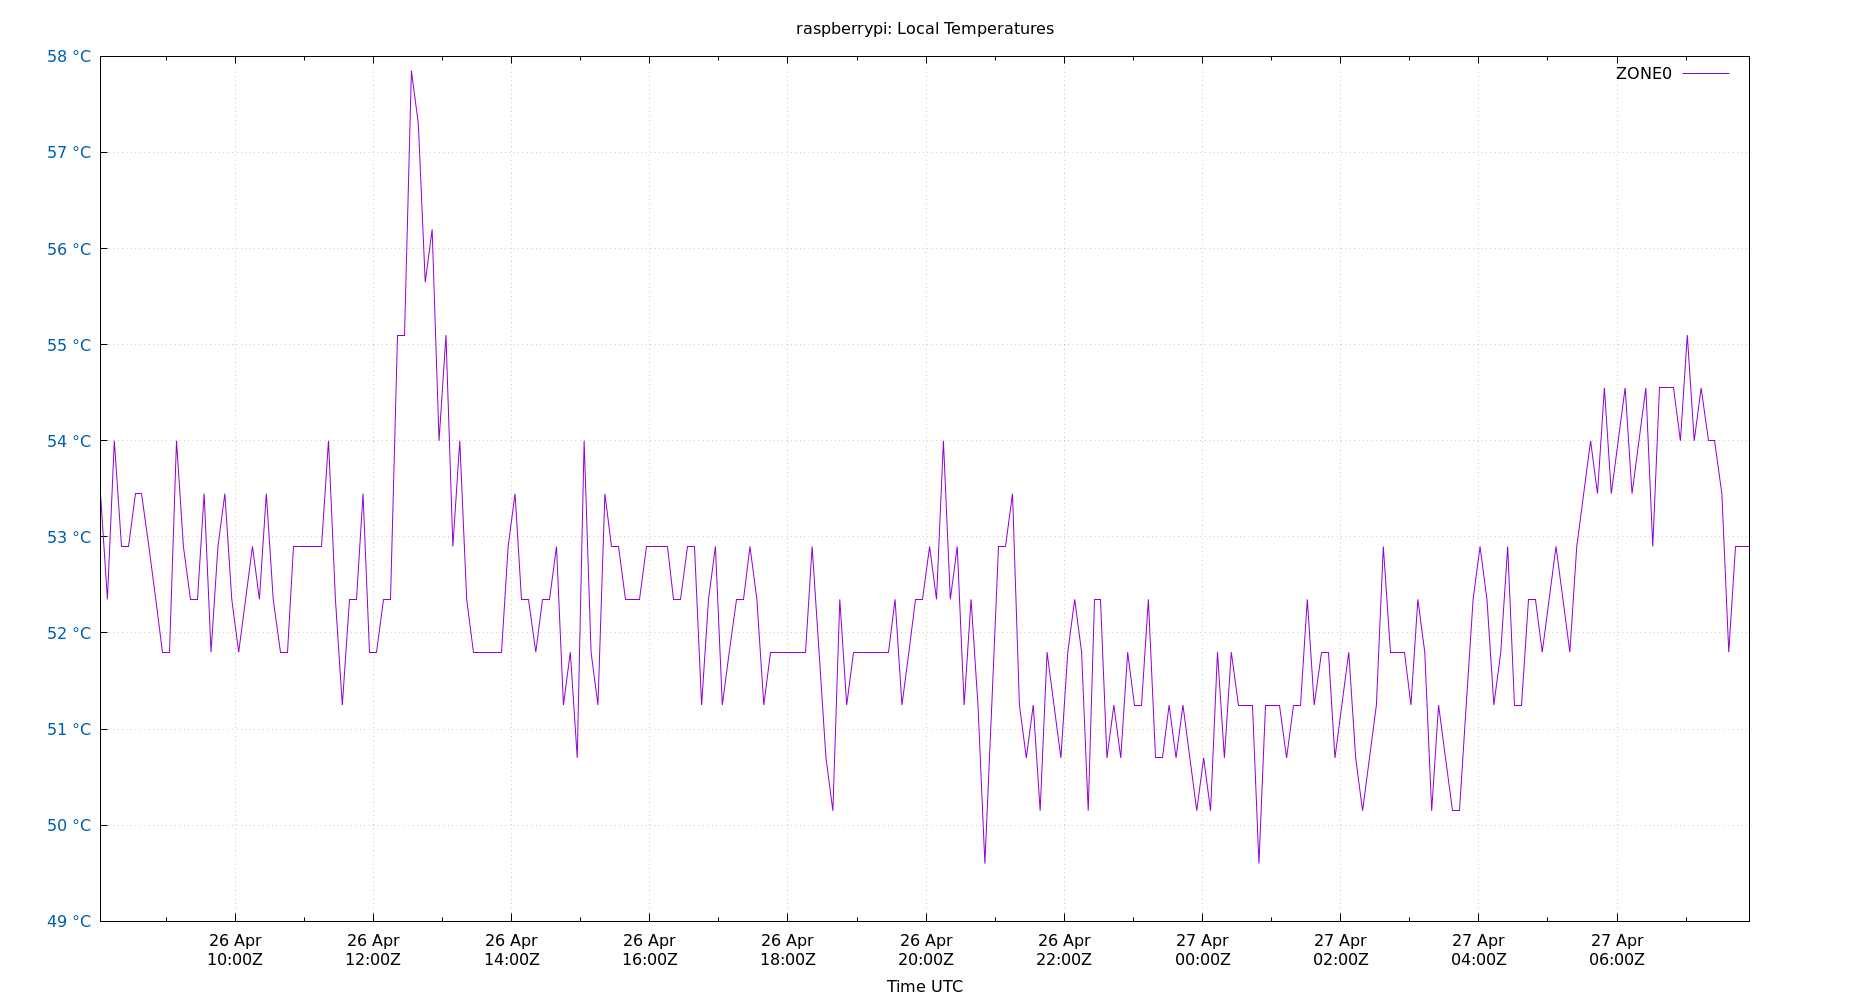 raspberrypi: Local Temperatures
58 °C
57 °C
56 °C
55 °C
54 °C
53 °C
52 °C
51 °C
50 °C
49 °C
ZONE0
26 Apr
10:00Z
26 Apr
12:00Z
26 Apr
14:00Z
26 Apr
16:00Z
26 Apr
18:00Z
26 Apr
20:00Z
26 Apr
22:00Z
27 Apr
00:00Z
27 Apr
02:00Z
27 Apr
04:00Z
27 Apr
06:00Z
Time UTC